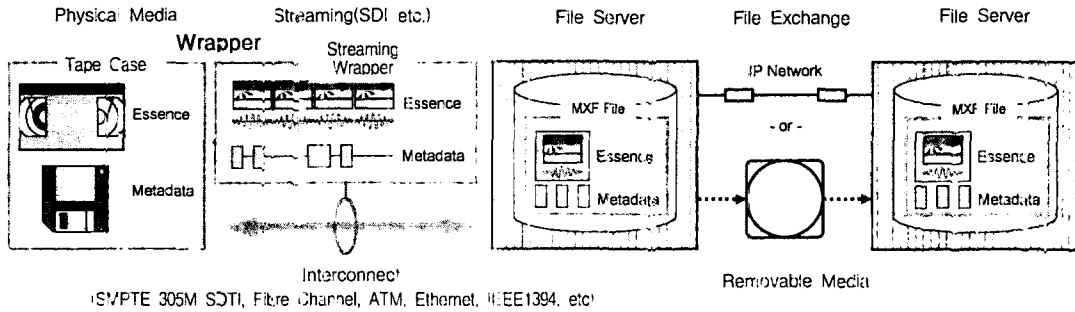 Physical Media
Streaming(SDI etc.)
File Server
File Exchange
File Server
Wrapper
Tape Case
Essence
Metadata
Streaming
Wrapper
Essence
Metadata
MXF File
Essence
Metadata
IP Network
- or -
MXF File
Essence
Metadata
Interconnect
Removable Media
(SMPTE 305M SDTI, Fibre Channel, ATM, Ethernet, IEEE1394, etc)